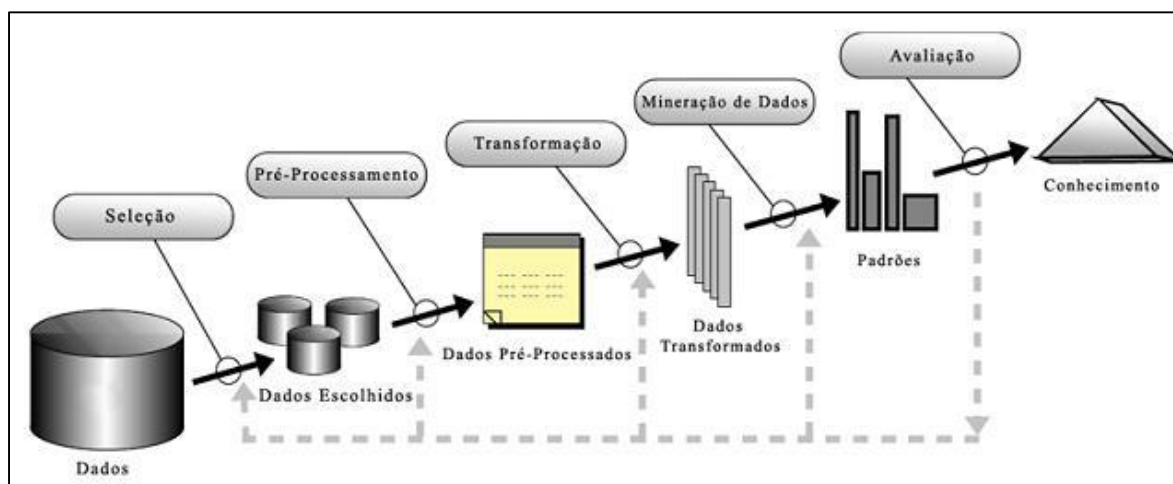 Avaliação
Mineração de Dados
Transformação
Pré-Processamento
Seleção
Conhecimento
Padrões
Dados
Transformados
Dados Pré-Processados
Dados Escolhidos
Dados